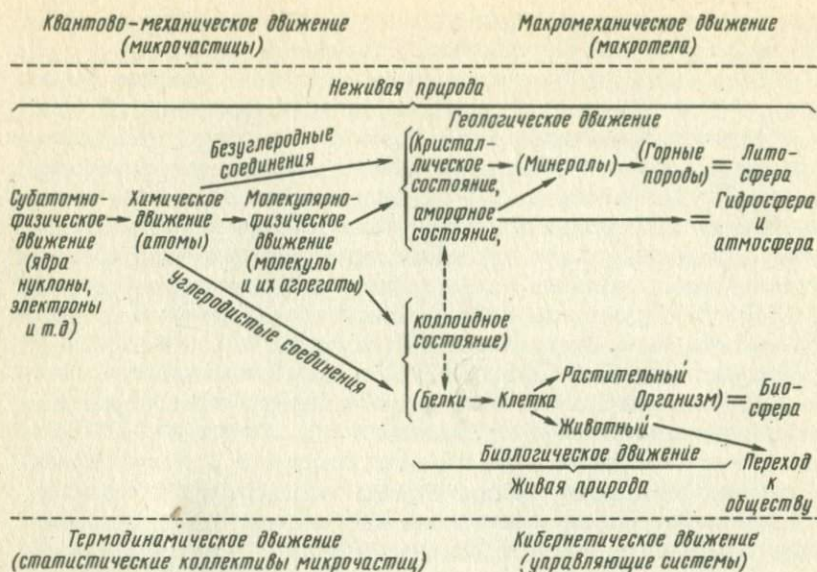 Квантово-механическое движение
(микрочастицы)
Макромеханическое движение
(макротела)
Неживая природа
Геологическое движение
Безуглеродные
соединения
(Кристал-
лическое
состояние,
(Минералы)
(Горные
породы)
= Лито-
сфера
Субатомно-
физическое
движение
(ядра
нуклоны,
электроны
и т.д)
Химическое
движение
(атомы)
Молекулярно-
физическое
движение
(молекулы
и их агрегаты)
аморфное
состояние,
= Гидросфера
и
атмосфера
Углеродистые соединения
коллоидное
состояние)
(Белки
Клетка
Растительный
Организм)
Животный
= Био-
сфера
Биологическое движение
Живая природа
Переход
к
обществу
Термодинамическое движение
(статистические коллективы микрочастиц)
Кибернетическое движение
(управляющие системы)